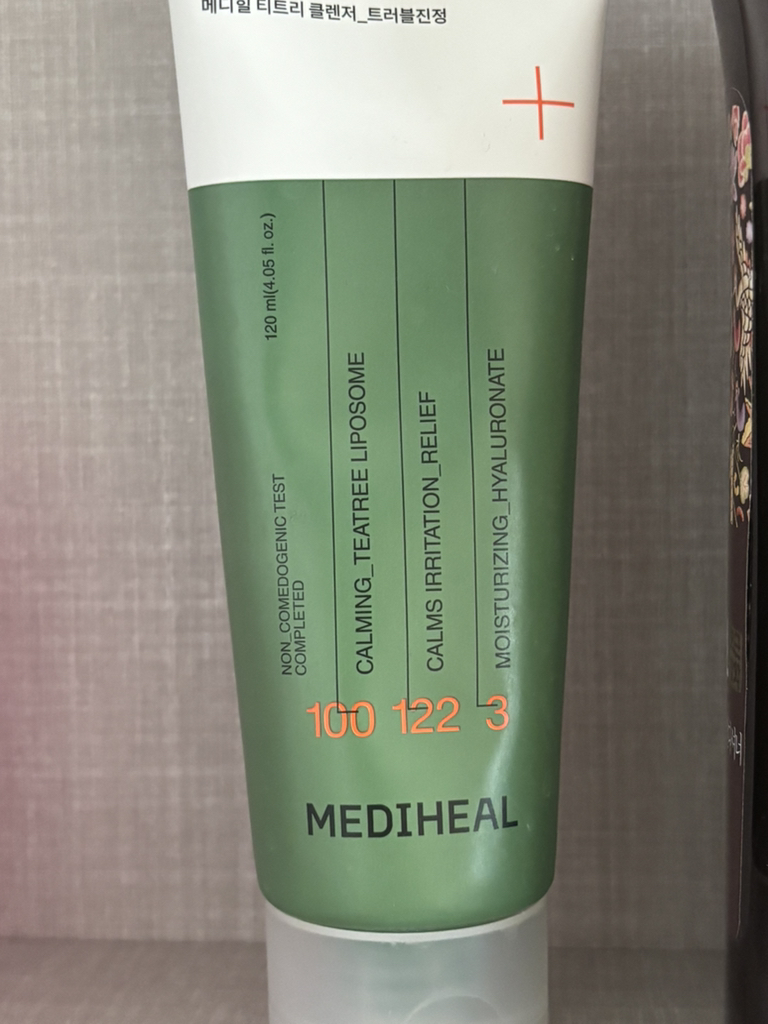 메디힐 티트리 클렌저_트러블진정
120 ml(4.05 fl. oz.)
NON_COMEDOGENIC TEST
COMPLETED
CALMING_TEATREE LIPOSOME
CALMS IRRITATION_RELIEF
MOISTURIZING_HYALURONATE
100 122 3
MEDIHEAL